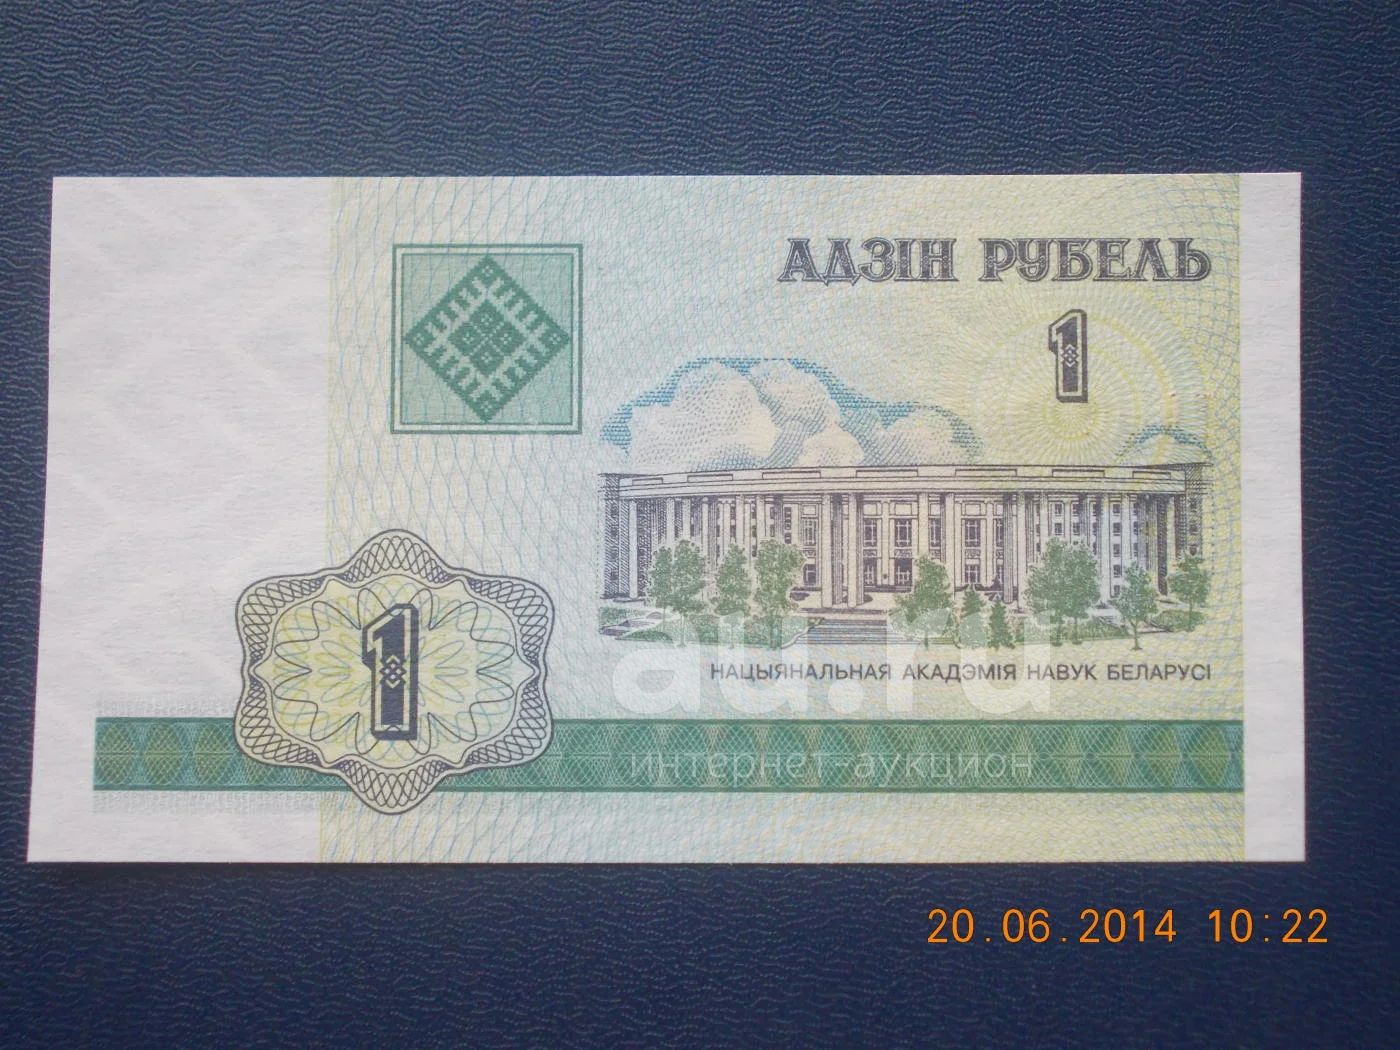 АДЗІН РУБЕЛЬ
1
НАЦЫЯНАЛЬНАЯ АКАДЭМІЯ НАВУК БЕЛАРУСІ
1
au.ru
интернет-аукцион
20.06.2014 10:22